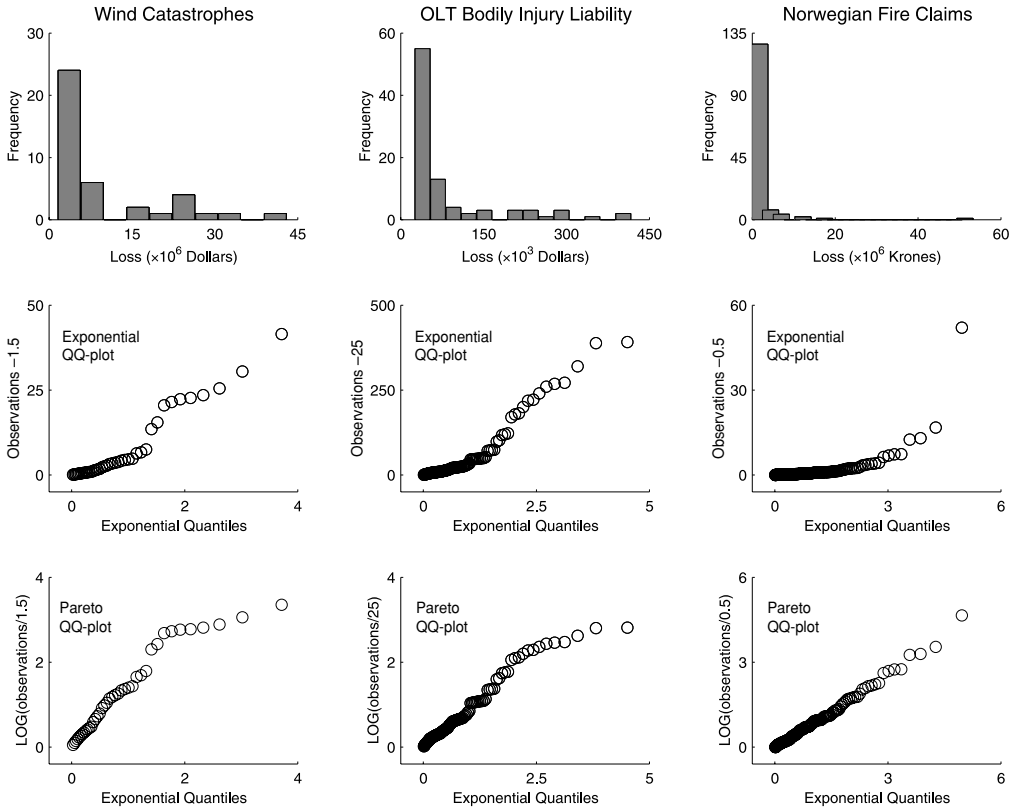 Wind Catastrophes
OLT Bodily Injury Liability
Norwegian Fire Claims
30
20
10
0
Frequency
0
15
30
45
Loss (×10⁶ Dollars)
60
40
20
0
Frequency
0
150
300
450
Loss (×10³ Dollars)
135
90
45
0
Frequency
0
20
40
60
Loss (×10⁶ Krones)
50
25
0
Observations −1.5
Exponential
QQ-plot
0
2
4
Exponential Quantiles
500
250
0
Observations −25
Exponential
QQ-plot
0
2.5
5
Exponential Quantiles
60
30
0
Observations −0.5
Exponential
QQ-plot
0
3
6
Exponential Quantiles
4
2
0
LOG(observations/1.5)
Pareto
QQ-plot
0
2
4
Exponential Quantiles
4
2
0
LOG(observations/25)
Pareto
QQ-plot
0
2.5
5
Exponential Quantiles
6
3
0
LOG(observations/0.5)
Pareto
QQ-plot
0
3
6
Exponential Quantiles